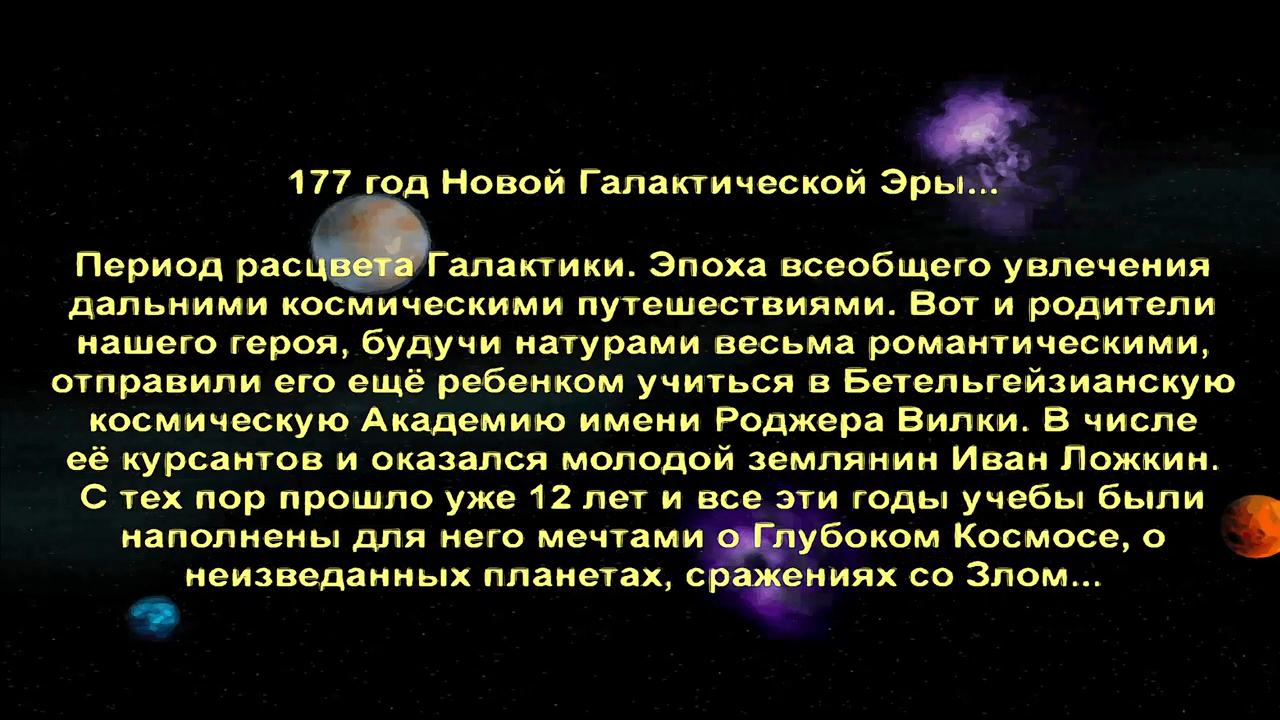 177 год Новой Галактической Эры...
Период расцвета Галактики. Эпоха всеобщего увлечения
дальними космическими путешествиями. Вот и родители
нашего героя, будучи натурами весьма романтическими,
отправили его ещё ребенком учиться в Бетельгейзианскую
космическую Академию имени Роджера Вилки. В числе
её курсантов и оказался молодой землянин Иван Ложкин.
С тех пор прошло уже 12 лет и все эти годы учебы были
наполнены для него мечтами о Глубоком Космосе, о
неизведанных планетах, сражениях со Злом...